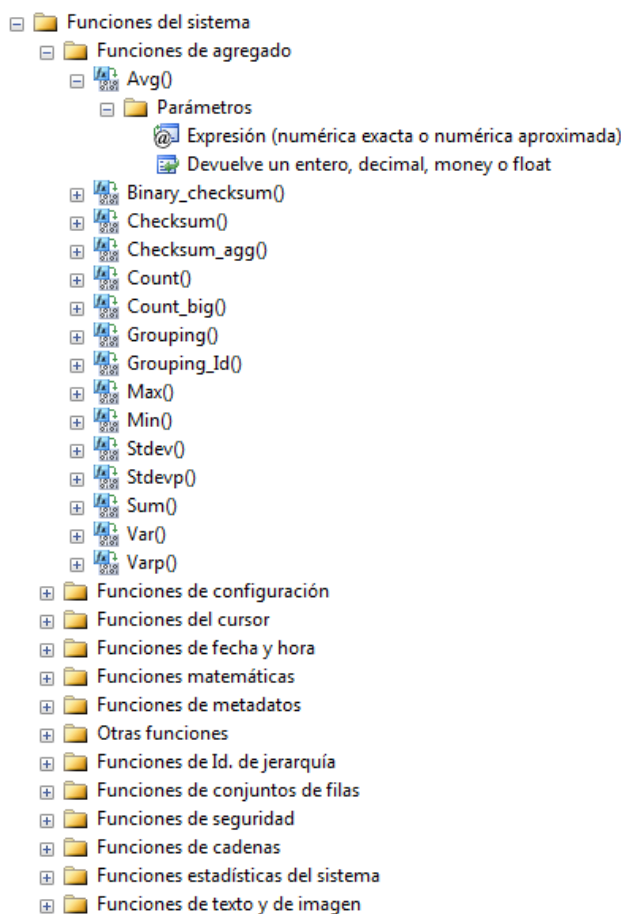 Funciones del sistema
Funciones de agregado
Avg()
Parámetros
Expresión (numérica exacta o numérica aproximada)
Devuelve un entero, decimal, money o float
Binary_checksum()
Checksum()
Checksum_agg()
Count()
Count_big()
Grouping()
Grouping_Id()
Max()
Min()
Stdev()
Stdevp()
Sum()
Var()
Varp()
Funciones de configuración
Funciones del cursor
Funciones de fecha y hora
Funciones matemáticas
Funciones de metadatos
Otras funciones
Funciones de Id. de jerarquía
Funciones de conjuntos de filas
Funciones de seguridad
Funciones de cadenas
Funciones estadísticas del sistema
Funciones de texto y de imagen